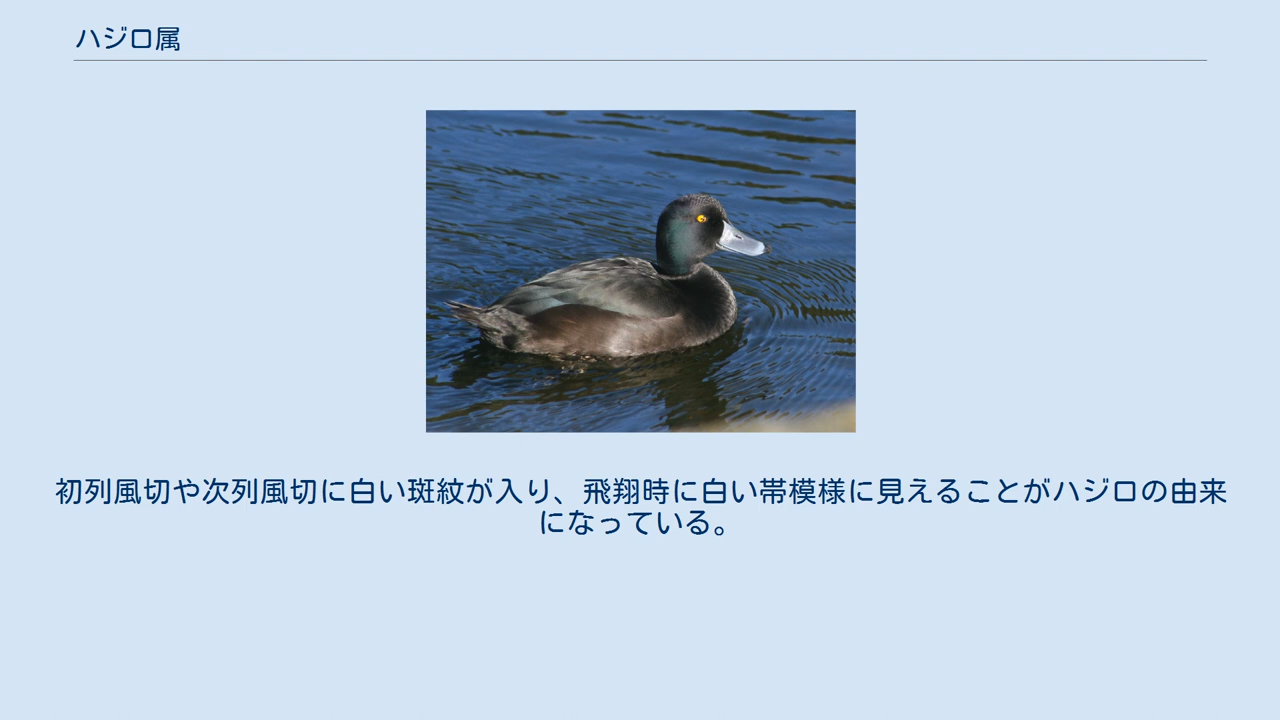 ハジロ属
初列風切や次列風切に白い斑紋が入り、飛翔時に白い帯模様に見えることがハジロの由来
になっている。